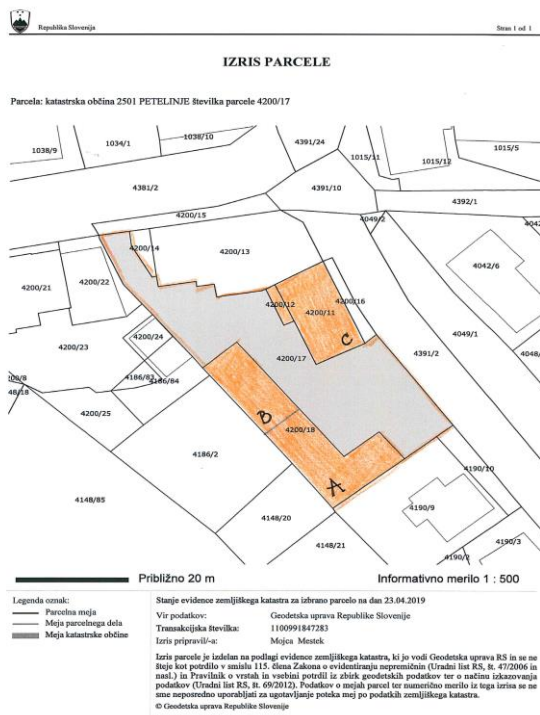 Republika Slovenija
Stran 1 od 1
IZRIS PARCELE
Parcela: katastrska občina 2501 PETELINJE številka parcele 4200/17
1038/9
1034/1
1038/10
4391/24
1015/11
1015/12
1015/5
4381/2
4391/10
4392/1
4200/15
4049/2
4042
4200/14
4200/13
4042/6
4200/21
4200/22
4200/12
4200/16
4200/11
C
4049/1
4200/24
4200/23
4200/17
4391/2
4048/
4186/83
4186/84
00/8
48/18
4200/25
B
4200/18
4186/2
4190/10
4148/85
A
4190/9
4148/20
4190/3
4148/21
4190/2
Približno 20 m
Informativno merilo 1 : 500
Legenda oznak:
Parcelna meja
Meja parcelnega dela
Meja katastrske občine
Stanje evidence zemljiškega katastra za izbrano parcelo na dan 23.04.2019
Vir podatkov: Geodetska uprava Republike Slovenije
Transakcijska številka: 1100991847283
Izris pripravil/-a: Mojca Mestek
Izris parcele je izdelan na podlagi evidence zemljiškega katastra, ki jo vodi Geodetska uprava RS in se ne
šteje kot potrdilo v smislu 115. člena Zakona o evidentiranju nepremičnin (Uradni list RS, št. 47/2006 in
nasl.) in Pravilnik o vrstah in vsebini potrdil iz zbirk geodetskih podatkov ter o načinu izkazovanja
podatkov (Uradni list RS, št. 69/2012). Podatkov o mejah parcel ter numerično merilo iz tega izrisa se ne
sme neposredno uporabljati za ugotavljanje poteka mej po podatkih zemljiškega katastra.
© Geodetska uprava Republike Slovenije